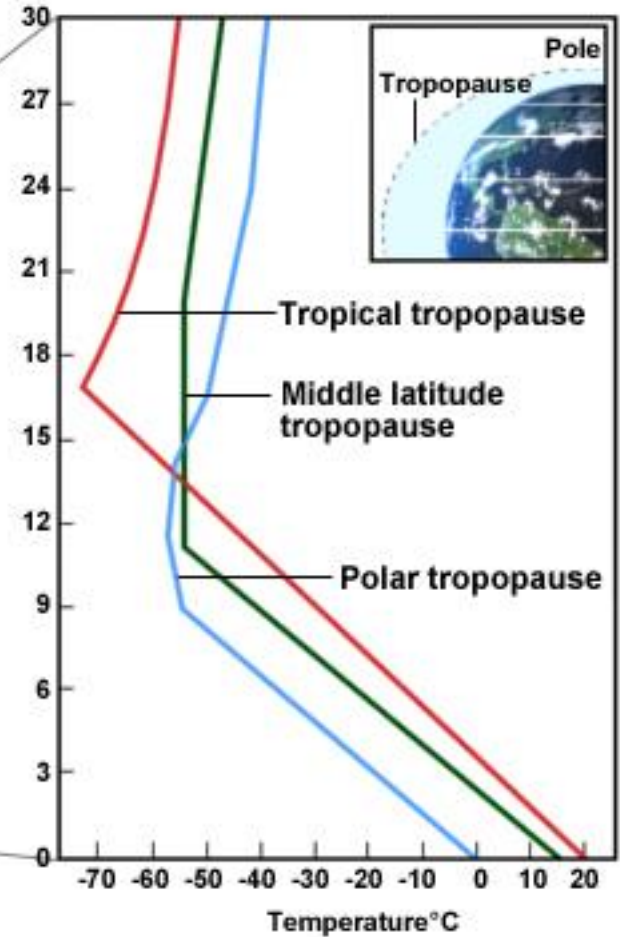 30
27
24
21
18
15
12
9
6
3
0
Pole
Tropopause
Tropical tropopause
Middle latitude
tropopause
Polar tropopause
-70 -60 -50 -40 -30 -20 -10 0 10 20
Temperature°C